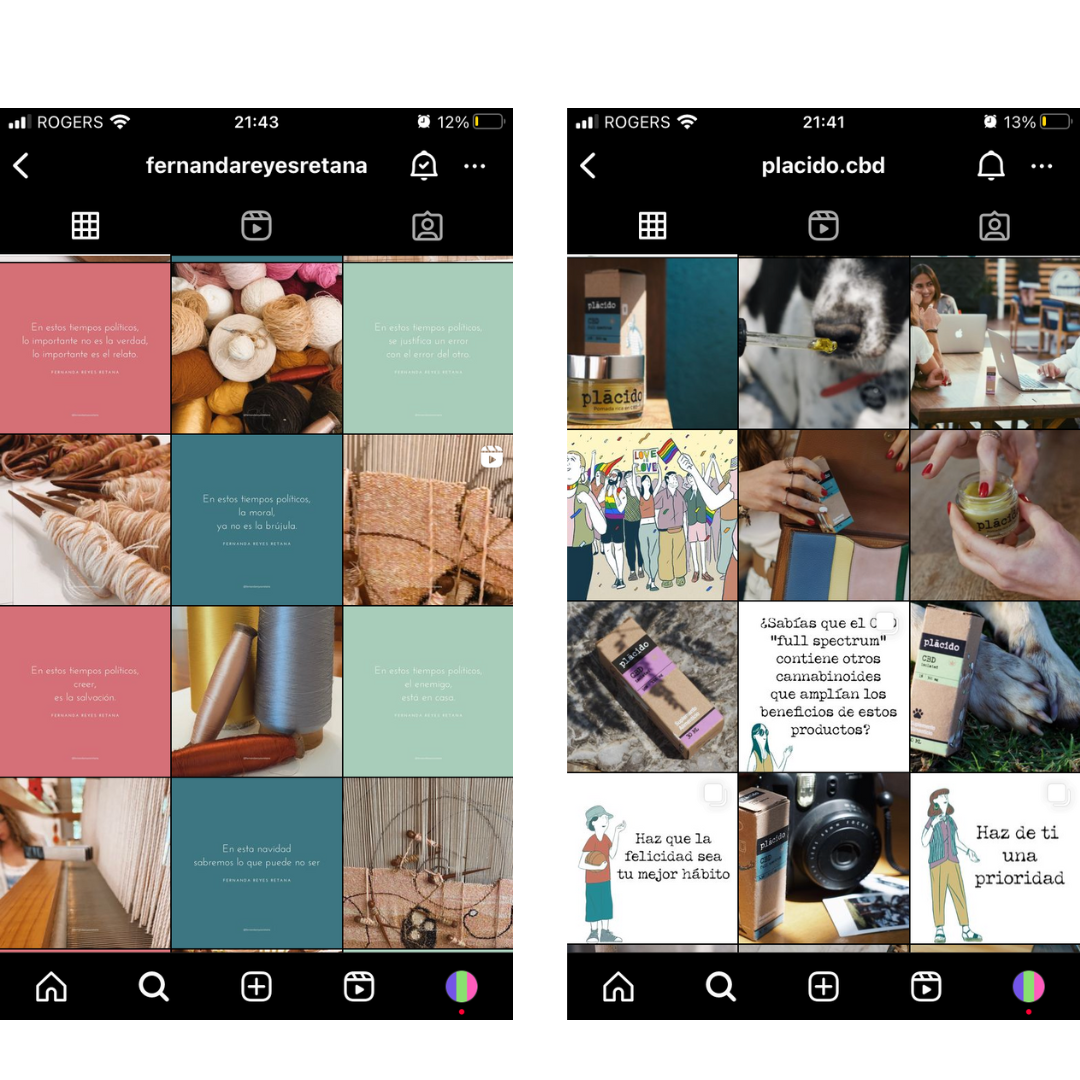 ROGERS
21:43
12%
fernandareyesretana
En estos tiempos políticos,
lo importante no es la verdad,
lo importante es el relato.
FERNANDA REYES RETANA
En estos tiempos políticos,
se justifica un error
con el error del otro
En estos tiempos políticos,
la moral,
ya no es la brújula.
FERNANDA REYES RETANA
En estos tiempos políticos,
creer,
es la salvación.
FERNANDA REYES RETANA
En estos tiempos políticos,
el enemigo,
está en casa.
FERNANDA REYES RETANA
En esta navidad
sabremos lo que puede no ser
FERNANDA REYES RETANA
ROGERS
21:41
13%
placido.cbd
plácido
CBD
plácido
LOVE
LOVE
plácido
plácido
CBD
30 ML
¿Sabías que el
"full spectrum"
contiene otros
cannabinoides
que amplían los
beneficios de estos
productos?
plácido
CBD
Haz que la
felicidad sea
tu mejor hábito
plácido
CBD
Haz de ti
una
prioridad